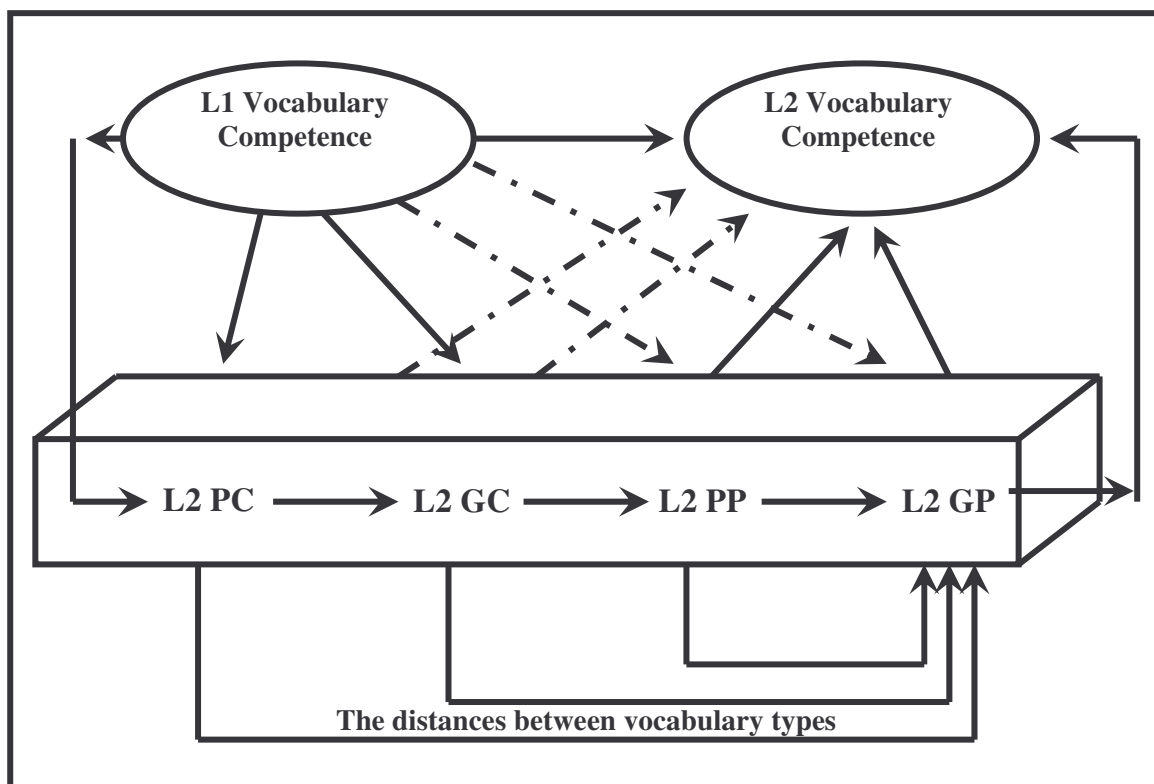 L1 Vocabulary
Competence
L2 Vocabulary
Competence
L2 PC
L2 GC
L2 PP
L2 GP
The distances between vocabulary types